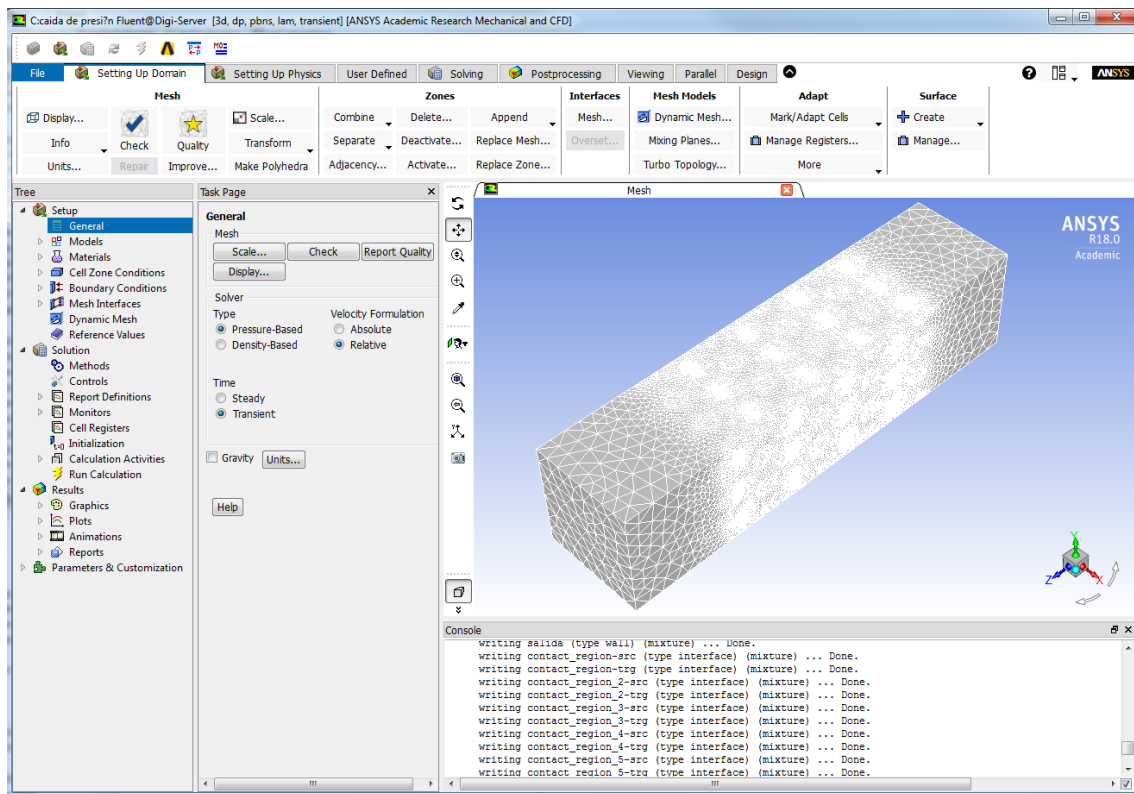 C:caida de presi?n Fluent@Digi-Server [3d, dp, pbns, lam, transient] [ANSYS Academic Research Mechanical and CFD]
File Setting Up Domain Setting Up Physics User Defined Solving Postprocessing Viewing Parallel Design ANSYS
Mesh Zones Interfaces Mesh Models Adapt Surface
Display... Check Quality Scale... Combine Delete... Append Mesh... Dynamic Mesh... Mark/Adapt Cells Create
Info Transform Separate Deactivate... Replace Mesh... Overset... Mixing Planes... Manage Registers... Manage...
Units... Repair Improve... Make Polyhedra Adjacency... Activate... Replace Zone... Turbo Topology... More
Tree
Setup
General
Models
Materials
Cell Zone Conditions
Boundary Conditions
Mesh Interfaces
Dynamic Mesh
Reference Values
Solution
Methods
Controls
Report Definitions
Monitors
Cell Registers
t=0 Initialization
Calculation Activities
Run Calculation
Results
Graphics
Plots
Animations
Reports
Parameters & Customization
Task Page
General
Mesh
Scale... Check Report Quality
Display...
Solver
Type Velocity Formulation
Pressure-Based Absolute
Density-Based Relative
Time
Steady
Transient
Gravity Units...
Help
Mesh
ANSYS
R18.0
Academic
Y
Z X
Console
writing salida (type wall) (mixture) ... Done.
writing contact_region-src (type interface) (mixture) ... Done.
writing contact_region-trg (type interface) (mixture) ... Done.
writing contact_region_2-src (type interface) (mixture) ... Done.
writing contact_region_2-trg (type interface) (mixture) ... Done.
writing contact_region_3-src (type interface) (mixture) ... Done.
writing contact_region_3-trg (type interface) (mixture) ... Done.
writing contact_region_4-src (type interface) (mixture) ... Done.
writing contact_region_4-trg (type interface) (mixture) ... Done.
writing contact_region_5-src (type interface) (mixture) ... Done.
writing contact_region_5-trg (type interface) (mixture) ... Done.